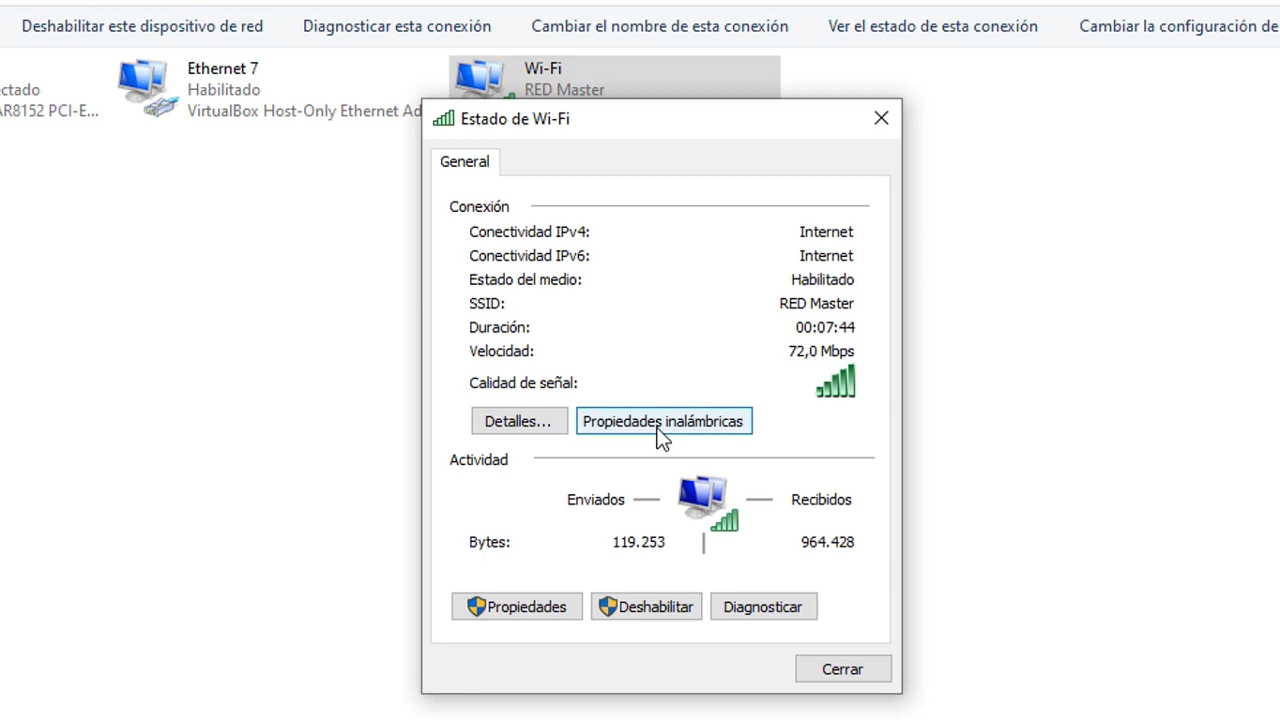 Deshabilitar este dispositivo de red Diagnosticar esta conexión Cambiar el nombre de esta conexión Ver el estado de esta conexión Cambiar la configuración de
Ethernet 7
Habilitado
VirtualBox Host-Only Ethernet Ad
ectado
AR8152 PCI-E...
Wi-Fi
RED Master
Estado de Wi-Fi
General
Conexión
Conectividad IPv4: Internet
Conectividad IPv6: Internet
Estado del medio: Habilitado
SSID: RED Master
Duración: 00:07:44
Velocidad: 72,0 Mbps
Calidad de señal:
Detalles... Propiedades inalámbricas
Actividad
Enviados Recibidos
Bytes: 119.253 964.428
Propiedades Deshabilitar Diagnosticar
Cerrar